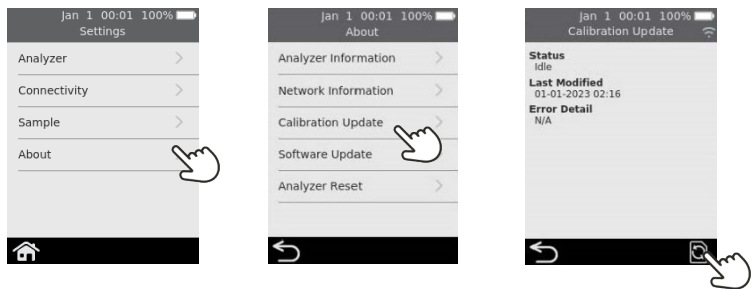 Jan 1 00:01 100%
Settings
Analyzer
Connectivity
Sample
About
Jan 1 00:01 100%
About
Analyzer Information
Network Information
Calibration Update
Software Update
Analyzer Reset
Jan 1 00:01 100%
Calibration Update
Status
Idle
Last Modified
01-01-2023 02:16
Error Detail
N/A